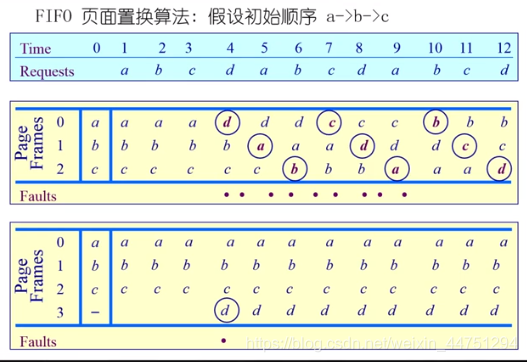 FIFO 页面置换算法：假设初始顺序 a->b->c
Time 0 1 2 3 4 5 6 7 8 9 10 11 12
Requests a b c d a b c d a b c d
Page Frames
0 a a a a d d d c c c b b b
1 b b b b b a a a d d d c c
2 c c c c c c b b b a a a d
Faults • • • • • • • • •
Page Frames
0 a a a a a a a a a a a a a
1 b b b b b b b b b b b b b
2 c c c c c c c c c c c c c
3 – d d d d d d d d d
Faults •
https://blog.csdn.net/weixin_44751294